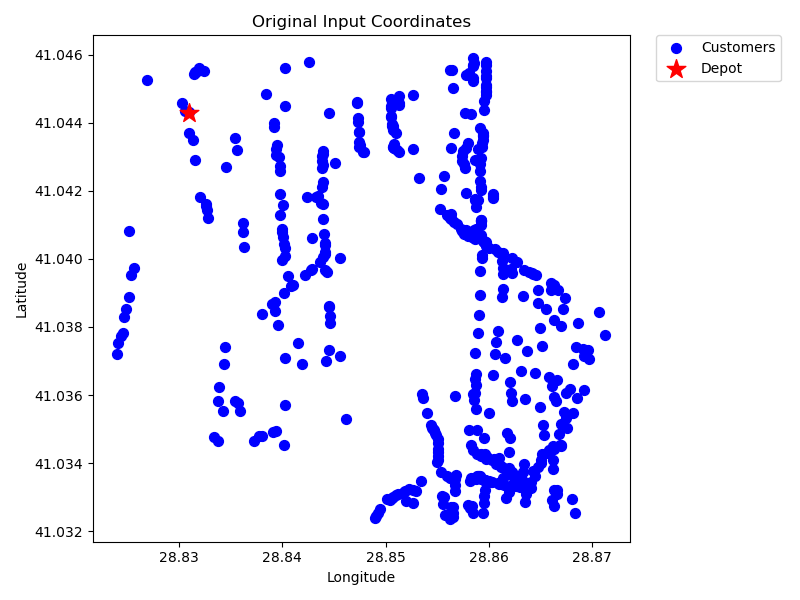 Original Input Coordinates
Customers
Depot
41.046
41.044
41.042
41.040
41.038
41.036
41.034
41.032
Latitude
28.83 28.84 28.85 28.86 28.87
Longitude